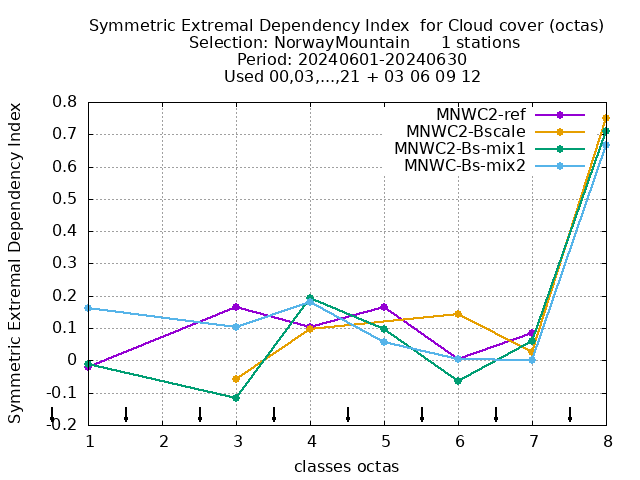 Symmetric Extremal Dependency Index  for Cloud cover (octas)
Selection: NorwayMountain      1 stations
Period: 20240601-20240630
Used 00,03,...,21 + 03 06 09 12
Symmetric Extremal Dependency Index
0.8
0.7
0.6
0.5
0.4
0.3
0.2
0.1
0
-0.1
-0.2
MNWC2-ref
MNWC2-Bscale
MNWC2-Bs-mix1
MNWC-Bs-mix2
1 2 3 4 5 6 7 8
classes octas